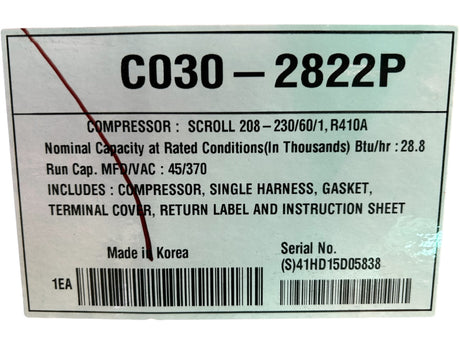 C030-2822P
COMPRESSOR : SCROLL 208-230/60/1, R410A
Nominal Capacity at Rated Conditions(In Thousands) Btu/hr : 28.8
Run Cap. MFD/VAC : 45/370
INCLUDES : COMPRESSOR, SINGLE HARNESS, GASKET,
TERMINAL COVER, RETURN LABEL AND INSTRUCTION SHEET
Made in Korea
Serial No.
(S)41HD15D05838
1EA